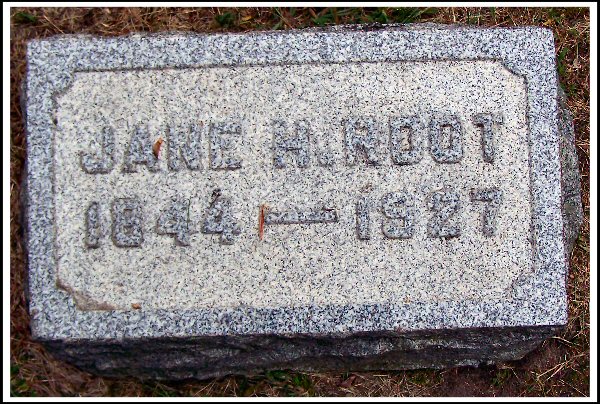 JANE H. ROOT
1844 — 1927